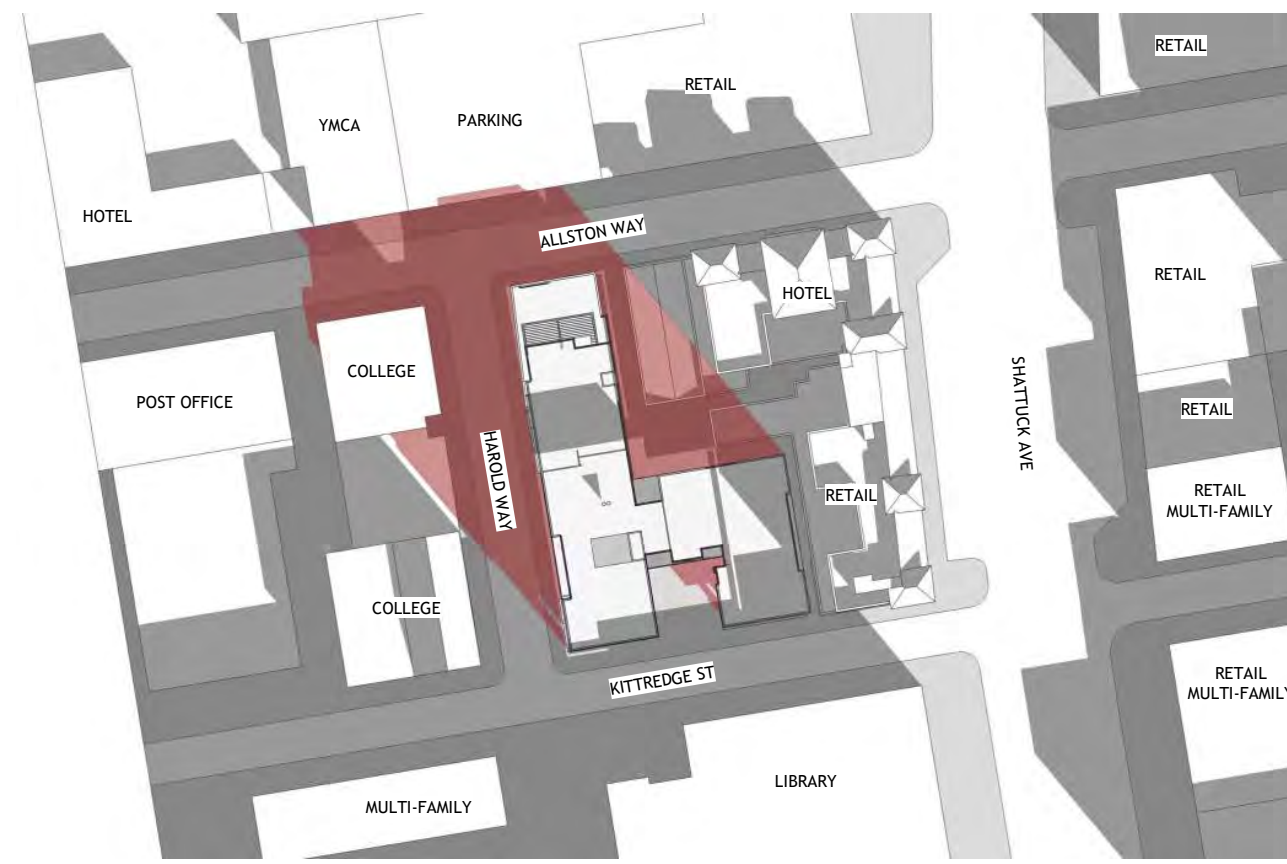 RETAIL
RETAIL
YMCA
PARKING
HOTEL
ALLSTON WAY
RETAIL
HOTEL
COLLEGE
POST OFFICE
SHATTUCK AVE
RETAIL
HAROLD WAY
RETAIL
RETAIL
MULTI-FAMILY
COLLEGE
KITTREDGE ST
RETAIL
MULTI-FAMILY
LIBRARY
MULTI-FAMILY